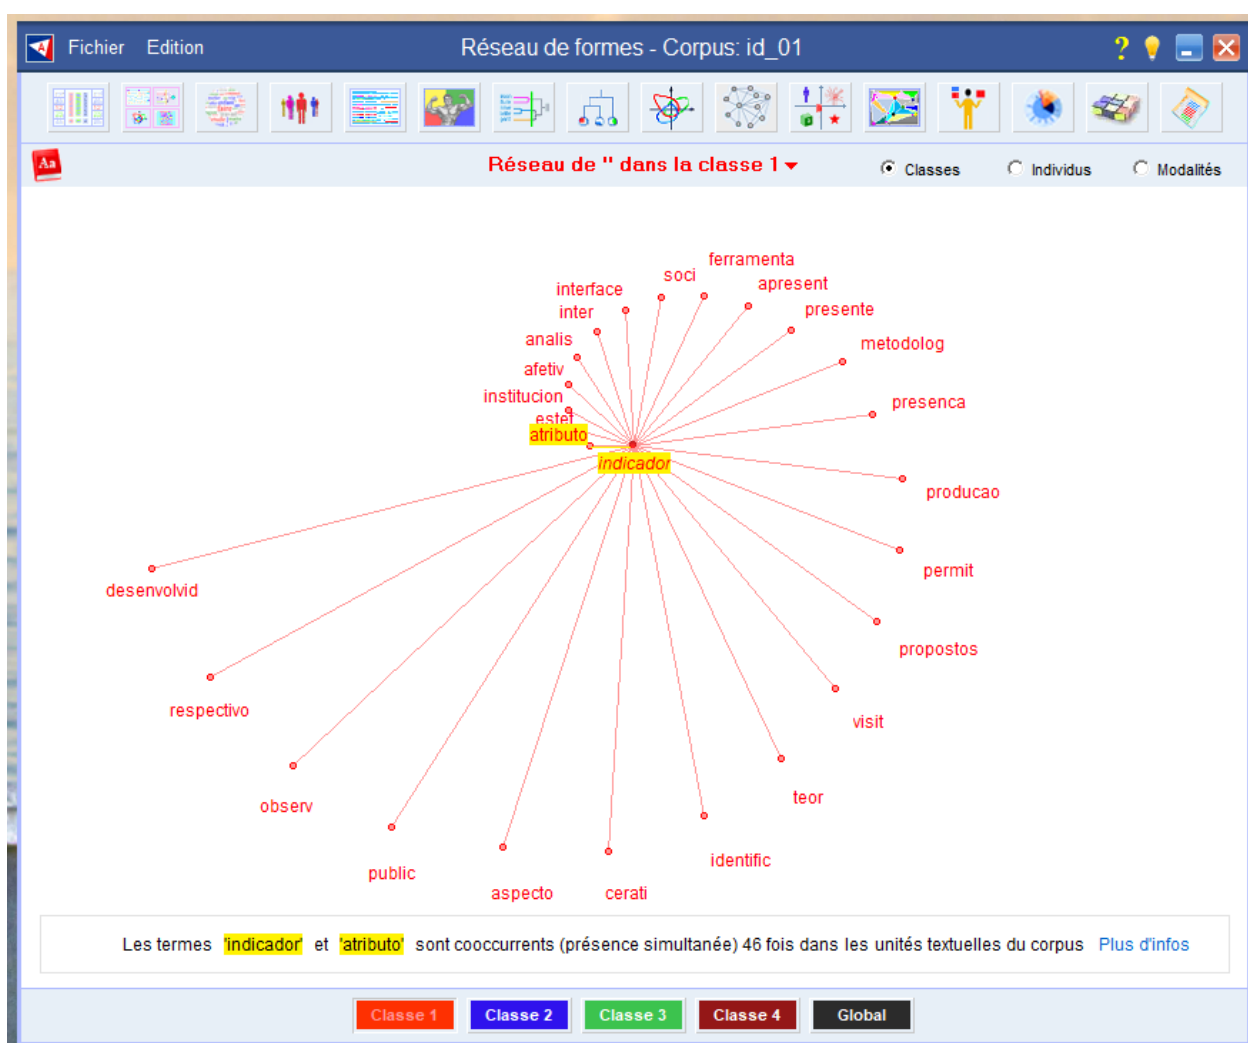 Fichier Edition Réseau de formes - Corpus: id_01 ?
Aa Réseau de '' dans la classe 1 Classes Individus Modalités
ferramenta
soci
apresent
interface
inter
presente
analis
metodolog
afetiv
institucion
presenca
estet
atributo
indicador
producao
permit
desenvolvid
propostos
respectivo
visit
teor
observ
identific
public
aspecto
cerati
Les termes 'indicador' et 'atributo' sont cooccurrents (présence simultanée) 46 fois dans les unités textuelles du corpus Plus d'infos
Classe 1 Classe 2 Classe 3 Classe 4 Global